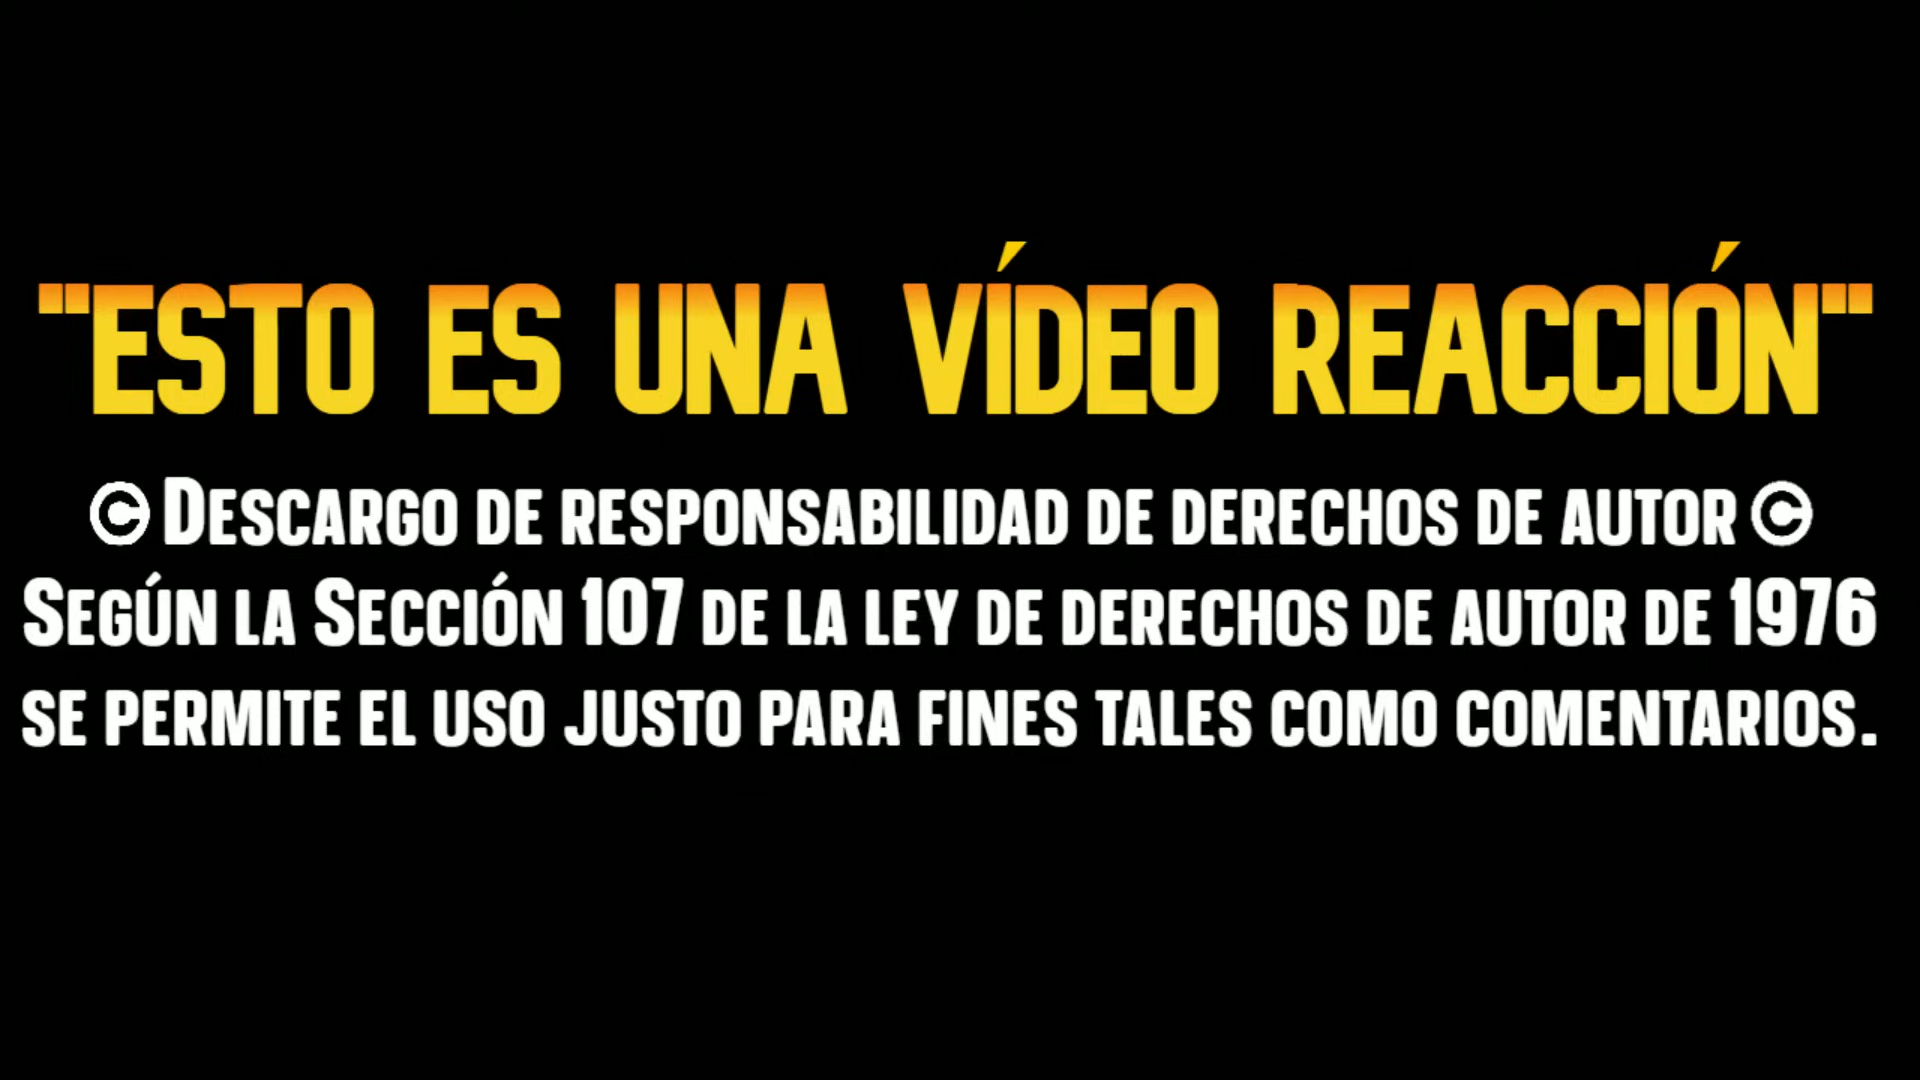 "ESTO ES UNA VÍDEO REACCIÓN"
© DESCARGO DE RESPONSABILIDAD DE DERECHOS DE AUTOR ©
SEGÚN LA SECCIÓN 107 DE LA LEY DE DERECHOS DE AUTOR DE 1976
SE PERMITE EL USO JUSTO PARA FINES TALES COMO COMENTARIOS.